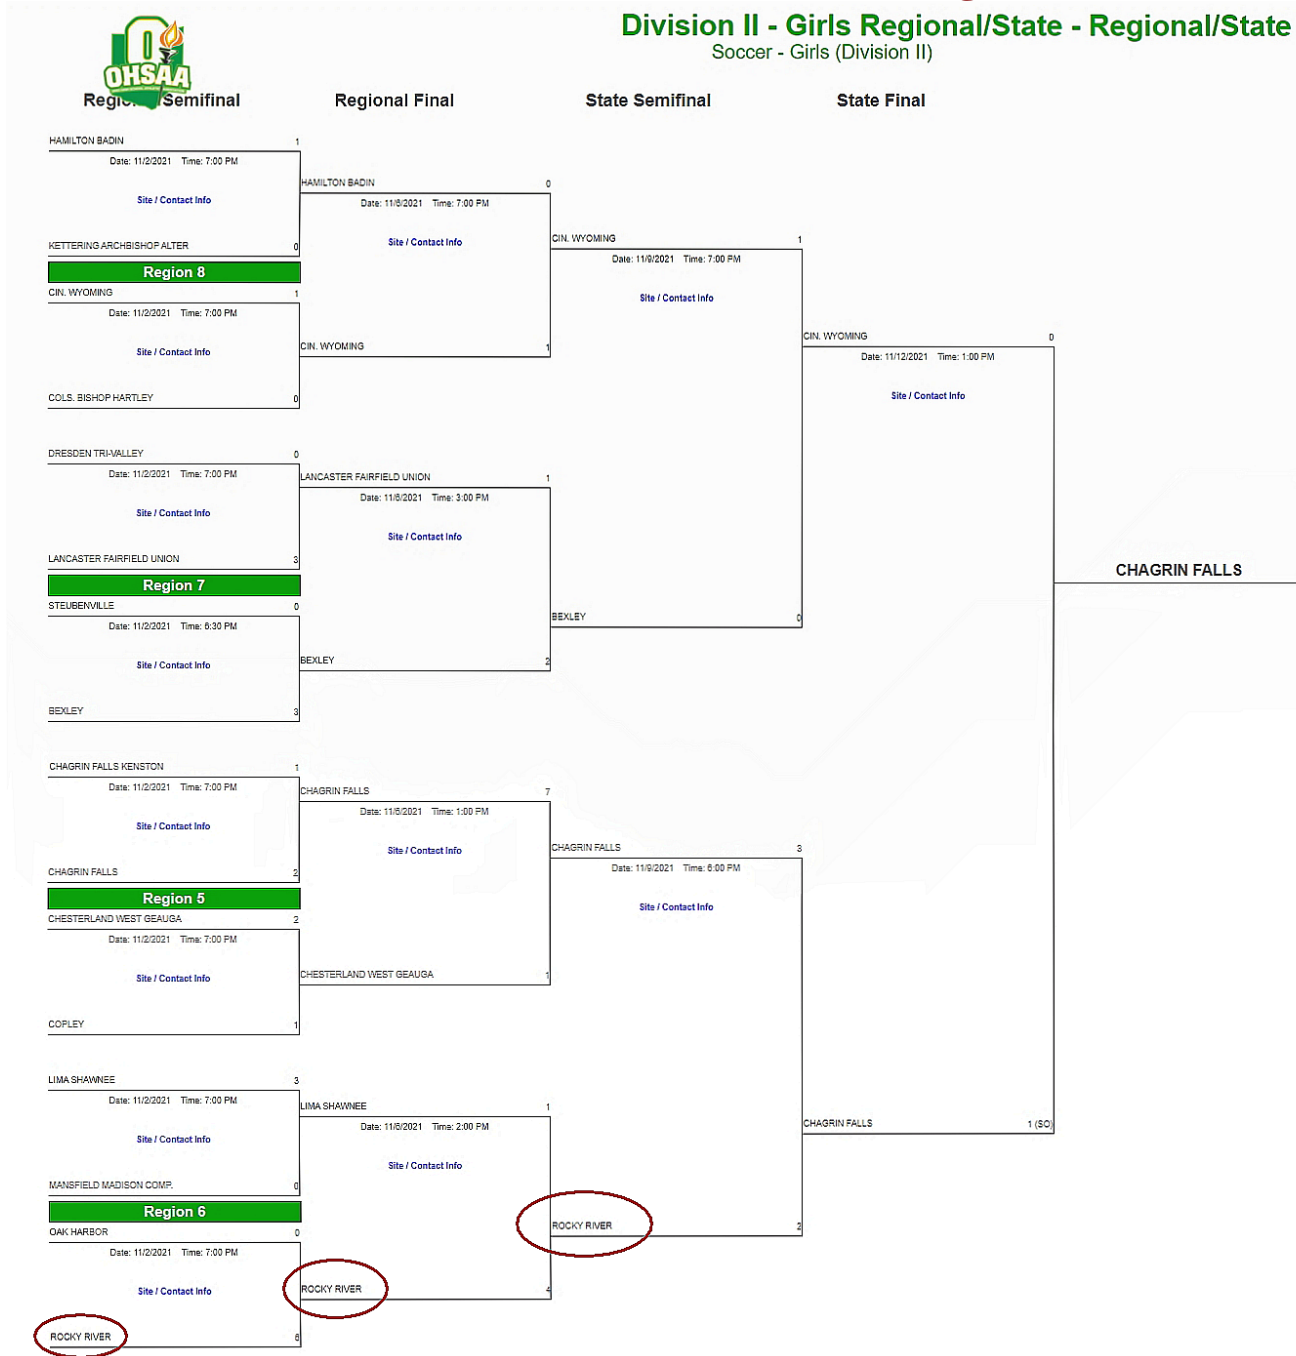 Division II - Girls Regional/State - Regional/State
Soccer - Girls (Division II)
OHSAA
Regional Semifinal
Regional Final
State Semifinal
State Final
HAMILTON BADIN 1
Date: 11/2/2021 Time: 7:00 PM
Site / Contact Info
KETTERING ARCHBISHOP ALTER 0
Region 8
CIN. WYOMING 1
Date: 11/2/2021 Time: 7:00 PM
Site / Contact Info
COLS. BISHOP HARTLEY 0
DRESDEN TRI-VALLEY 0
Date: 11/2/2021 Time: 7:00 PM
Site / Contact Info
LANCASTER FAIRFIELD UNION 3
Region 7
STEUBENVILLE 0
Date: 11/2/2021 Time: 6:30 PM
Site / Contact Info
BEXLEY 3
CHAGRIN FALLS KENSTON 1
Date: 11/2/2021 Time: 7:00 PM
Site / Contact Info
CHAGRIN FALLS 2
Region 5
CHESTERLAND WEST GEAUGA 2
Date: 11/2/2021 Time: 7:00 PM
Site / Contact Info
COPLEY 1
LIMA SHAWNEE 3
Date: 11/2/2021 Time: 7:00 PM
Site / Contact Info
MANSFIELD MADISON COMP. 0
Region 6
OAK HARBOR 0
Date: 11/2/2021 Time: 7:00 PM
Site / Contact Info
ROCKY RIVER 6
HAMILTON BADIN 0
Date: 11/6/2021 Time: 7:00 PM
Site / Contact Info
CIN. WYOMING 1
LANCASTER FAIRFIELD UNION 1
Date: 11/6/2021 Time: 3:00 PM
Site / Contact Info
BEXLEY 2
CHAGRIN FALLS 7
Date: 11/6/2021 Time: 1:00 PM
Site / Contact Info
CHESTERLAND WEST GEAUGA 1
LIMA SHAWNEE 1
Date: 11/6/2021 Time: 2:00 PM
Site / Contact Info
ROCKY RIVER 4
CIN. WYOMING 1
Date: 11/9/2021 Time: 7:00 PM
Site / Contact Info
BEXLEY 0
CHAGRIN FALLS 3
Date: 11/9/2021 Time: 6:00 PM
Site / Contact Info
ROCKY RIVER 2
CIN. WYOMING 0
Date: 11/12/2021 Time: 1:00 PM
Site / Contact Info
CHAGRIN FALLS 1 (SO)
CHAGRIN FALLS